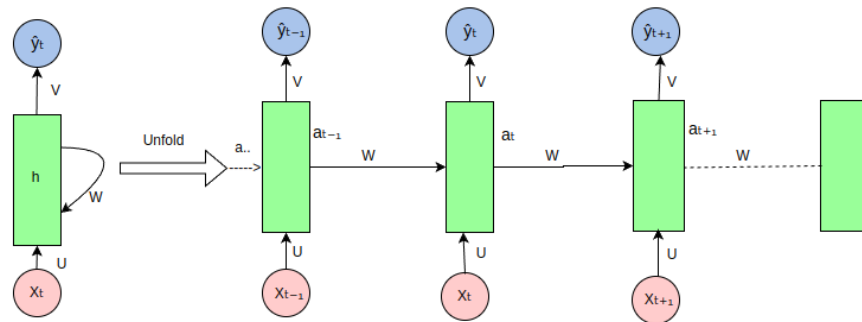 ŷt
V
h
W
U
Xt
Unfold
a..
ŷt-1
V
at-1
W
U
Xt-1
ŷt
V
at
W
U
Xt
ŷt+1
V
at+1
W
U
Xt+1